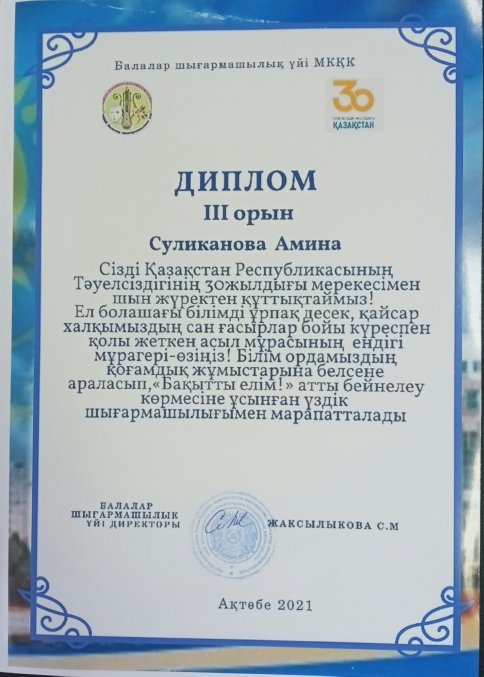 Балалар шығармашылық үйі МКҚК
30
ҚАЗАҚСТАН
ДИПЛОМ
III орын
Суликанова Амина
Сізді Қазақстан Республикасының
Тәуелсіздігінің 30жылдығы мерекесімен
шын жүректен құттықтаймыз!
Ел болашағы білімді ұрпақ десек, қайсар
халқымыздың сан ғасырлар бойы күреспен
қолы жеткен асыл мұрасының ендігі
мұрагері-өзіңіз! Білім ордамыздың
қоғамдық жұмыстарына белсене
араласып,«Бақытты елім!» атты бейнелеу
көрмесіне ұсынған үздік
шығармашылығымен марапатталады
БАЛАЛАР
ШЫҒАРМАШЫЛЫК
ҮЙІ ДИРЕКТОРЫ
ЖАКСЫЛЫКОВА С.М
Ақтөбе 2021